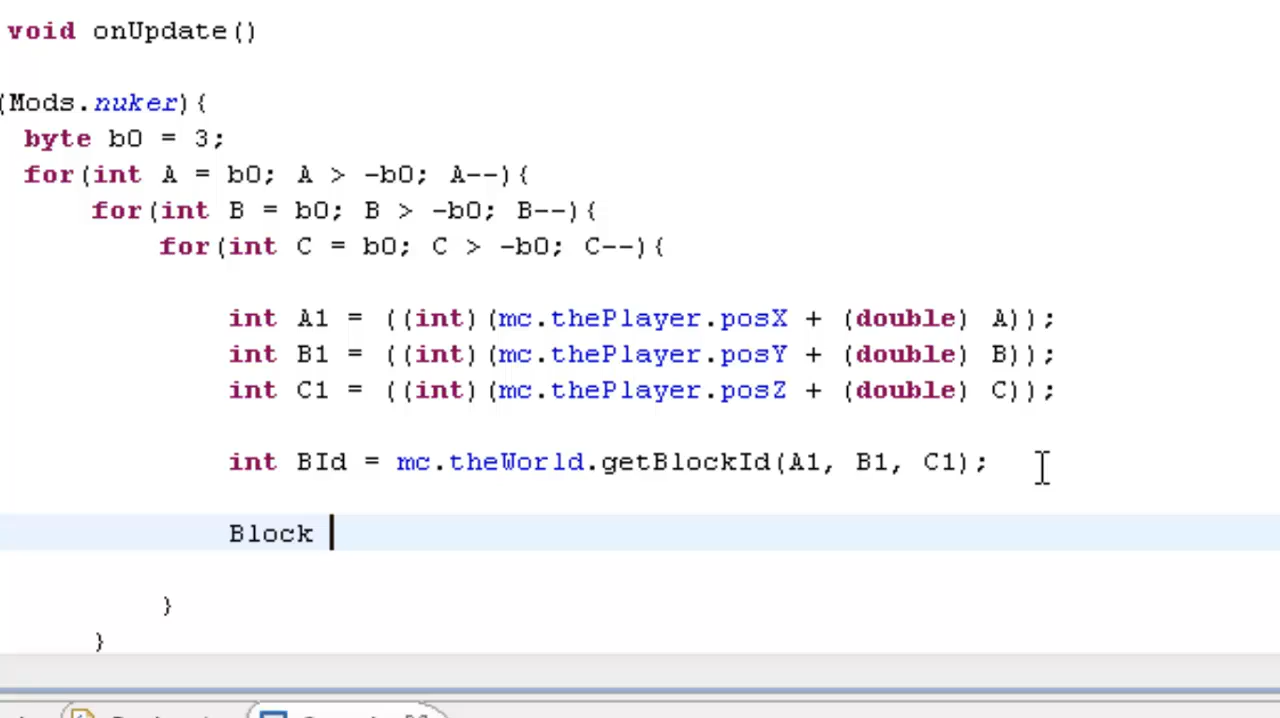 void onUpdate()
(Mods.nuker){
byte b0 = 3;
for(int A = b0; A > -b0; A--){
for(int B = b0; B > -b0; B--){
for(int C = b0; C > -b0; C--){
int A1 = ((int)(mc.thePlayer.posX + (double) A));
int B1 = ((int)(mc.thePlayer.posY + (double) B));
int C1 = ((int)(mc.thePlayer.posZ + (double) C));
int BId = mc.theWorld.getBlockId(A1, B1, C1);
Block
}
}